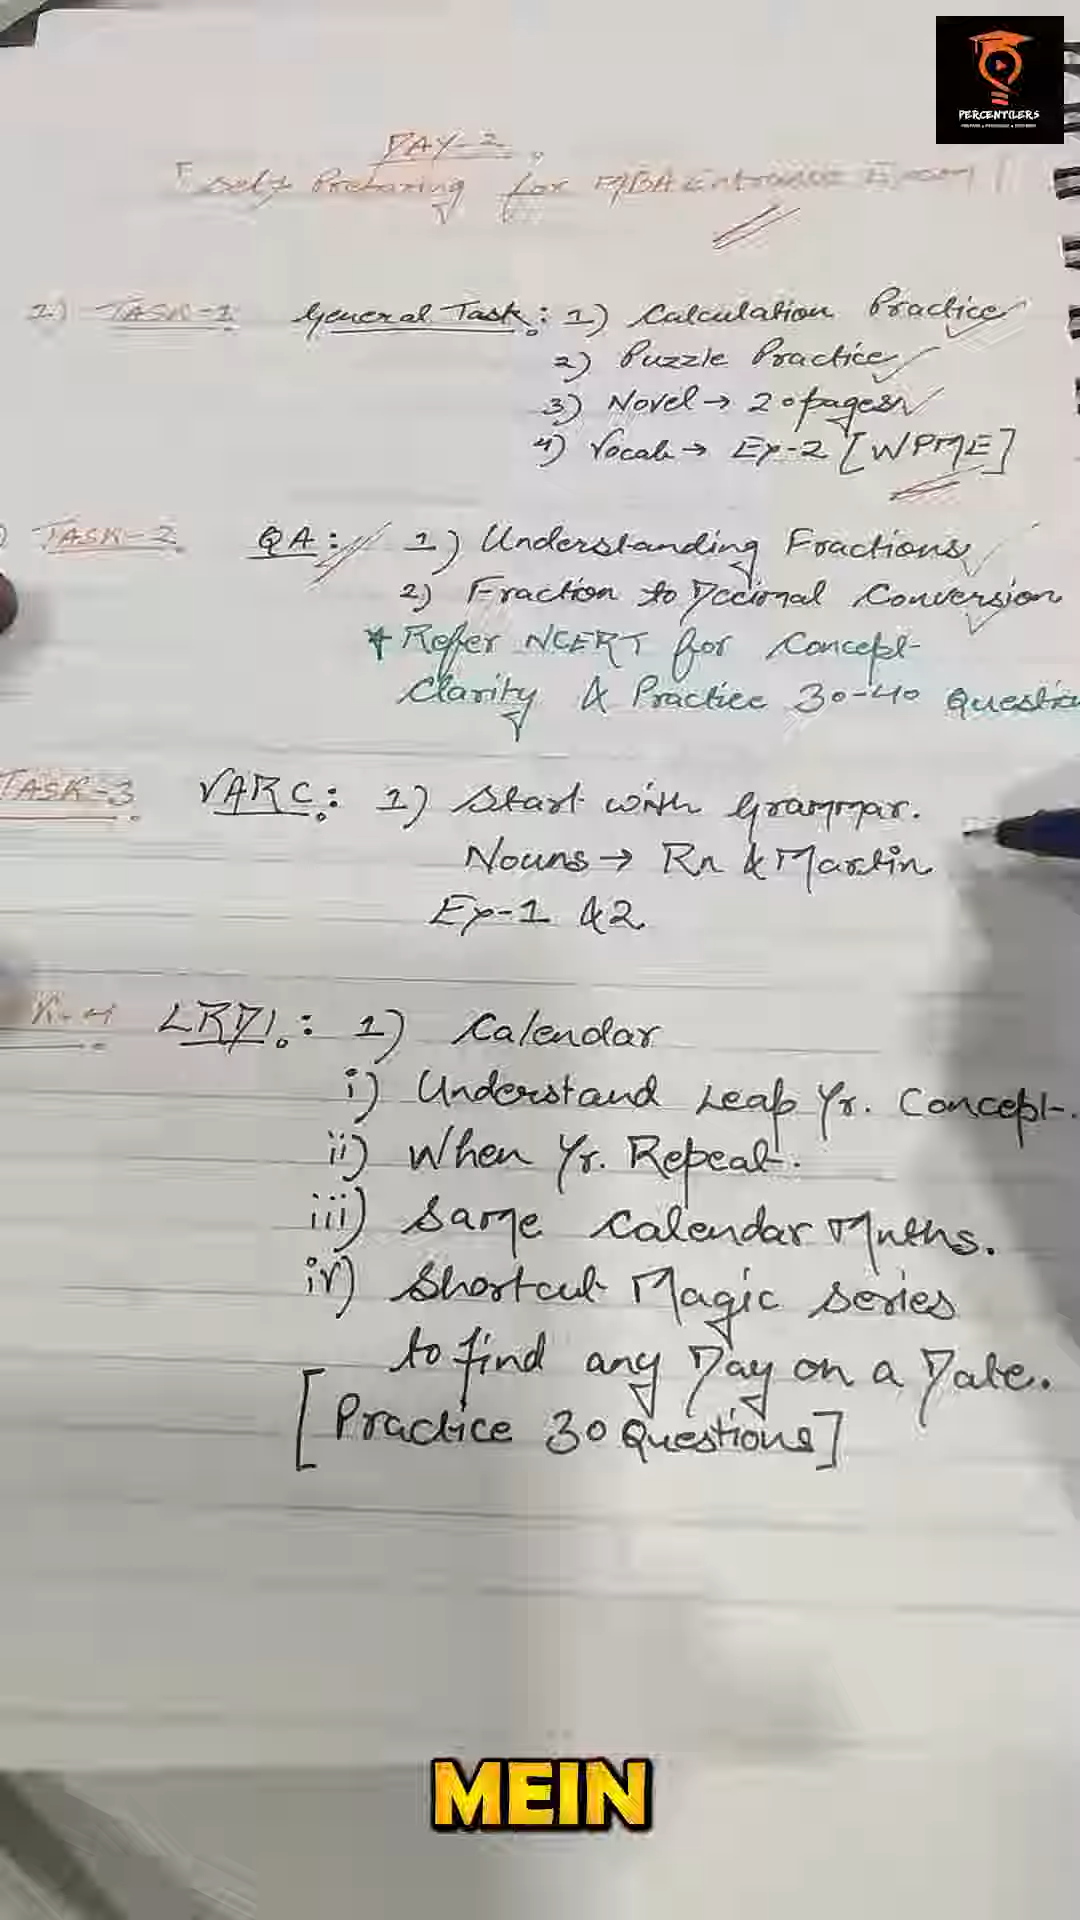 PERCENTILERS
DAY-2
"Self Preparing for MBA Entrance Exam"
2) TASK-1 General Task: 1) Calculation Practice
2) Puzzle Practice
3) Novel → 20 pages
4) Vocab → Ex-2 [WPME]
TASK-2 QA: 1) Understanding Fractions
2) Fraction to Decimal Conversion
* Refer NCERT for Concept
Clarity & Practice 30-40 Questio
TASK-3 VARC: 1) Start with Grammar.
Nouns → Rn & Martin
Ex-1 & 2.
LRDI: 1) Calendar
i) Understand Leap Yr. Concept.
ii) When Yr. Repeat.
iii) Same Calendar Mnths.
iv) Shortcut Magic Series
to find any Day on a Date.
[Practice 30 Questions]
MEIN